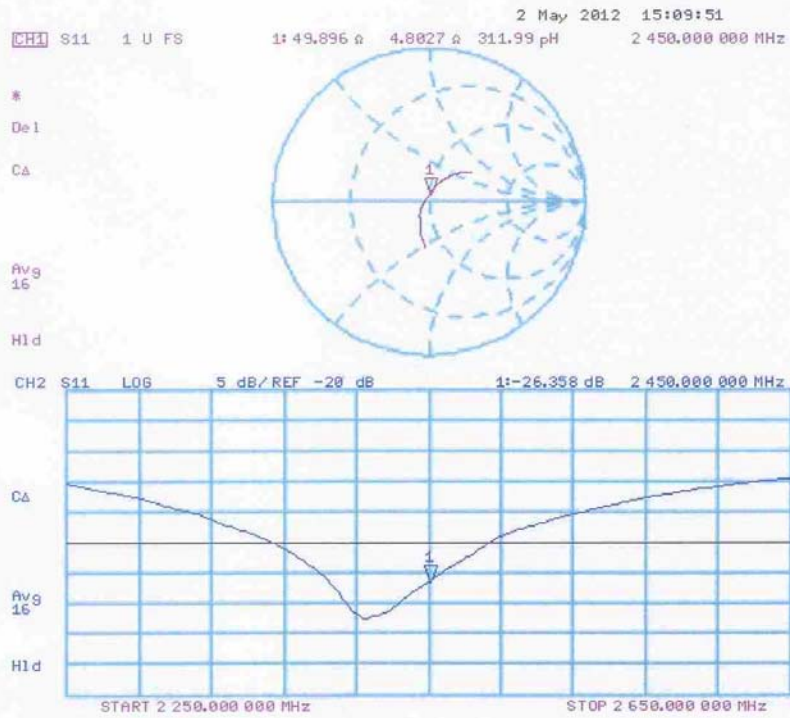 2 May 2012 15:09:51
CH1 S11 1 U FS 1: 49.896 Ω 4.8027 Ω 311.99 pH 2 450.000 000 MHz
*
Del
CΔ
1
Avg
16
Hld
CH2 S11 LOG 5 dB/REF -20 dB 1:-26.358 dB 2 450.000 000 MHz
CΔ
1
Avg
16
Hld
START 2 250.000 000 MHz STOP 2 650.000 000 MHz